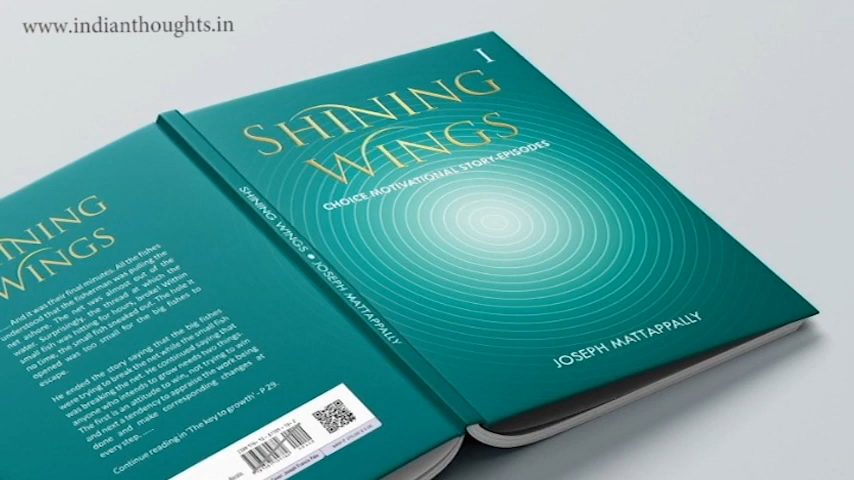 www.indianthoughts.in
I
SHINING
WINGS
CHOICE MOTIVATIONAL STORY-EPISODES
JOSEPH MATTAPPALLY
SHINING WINGS • JOSEPH MATTAPPALLY
NING
WINGS
.....And it was their final minutes. All the fishes
understood that the fisherman was pulling the
net ashore. The net was almost out of the
water. Surprisingly, the thread at which the
small fish was biting for hours, broke! Within
no time, the small fish sneaked out. The hole it
opened was too small for the big fishes to
escape.
He ended the story saying that the big fishes
were trying to break the net while the small fish
was breaking the net. He continued saying that
anyone who intends to grow needs two things.
The first is an attitude to win, not trying to win
and next a tendency to appraise the work being
done and make corresponding changes at
every step.....
Continue reading in 'The key to growth' - P 29.